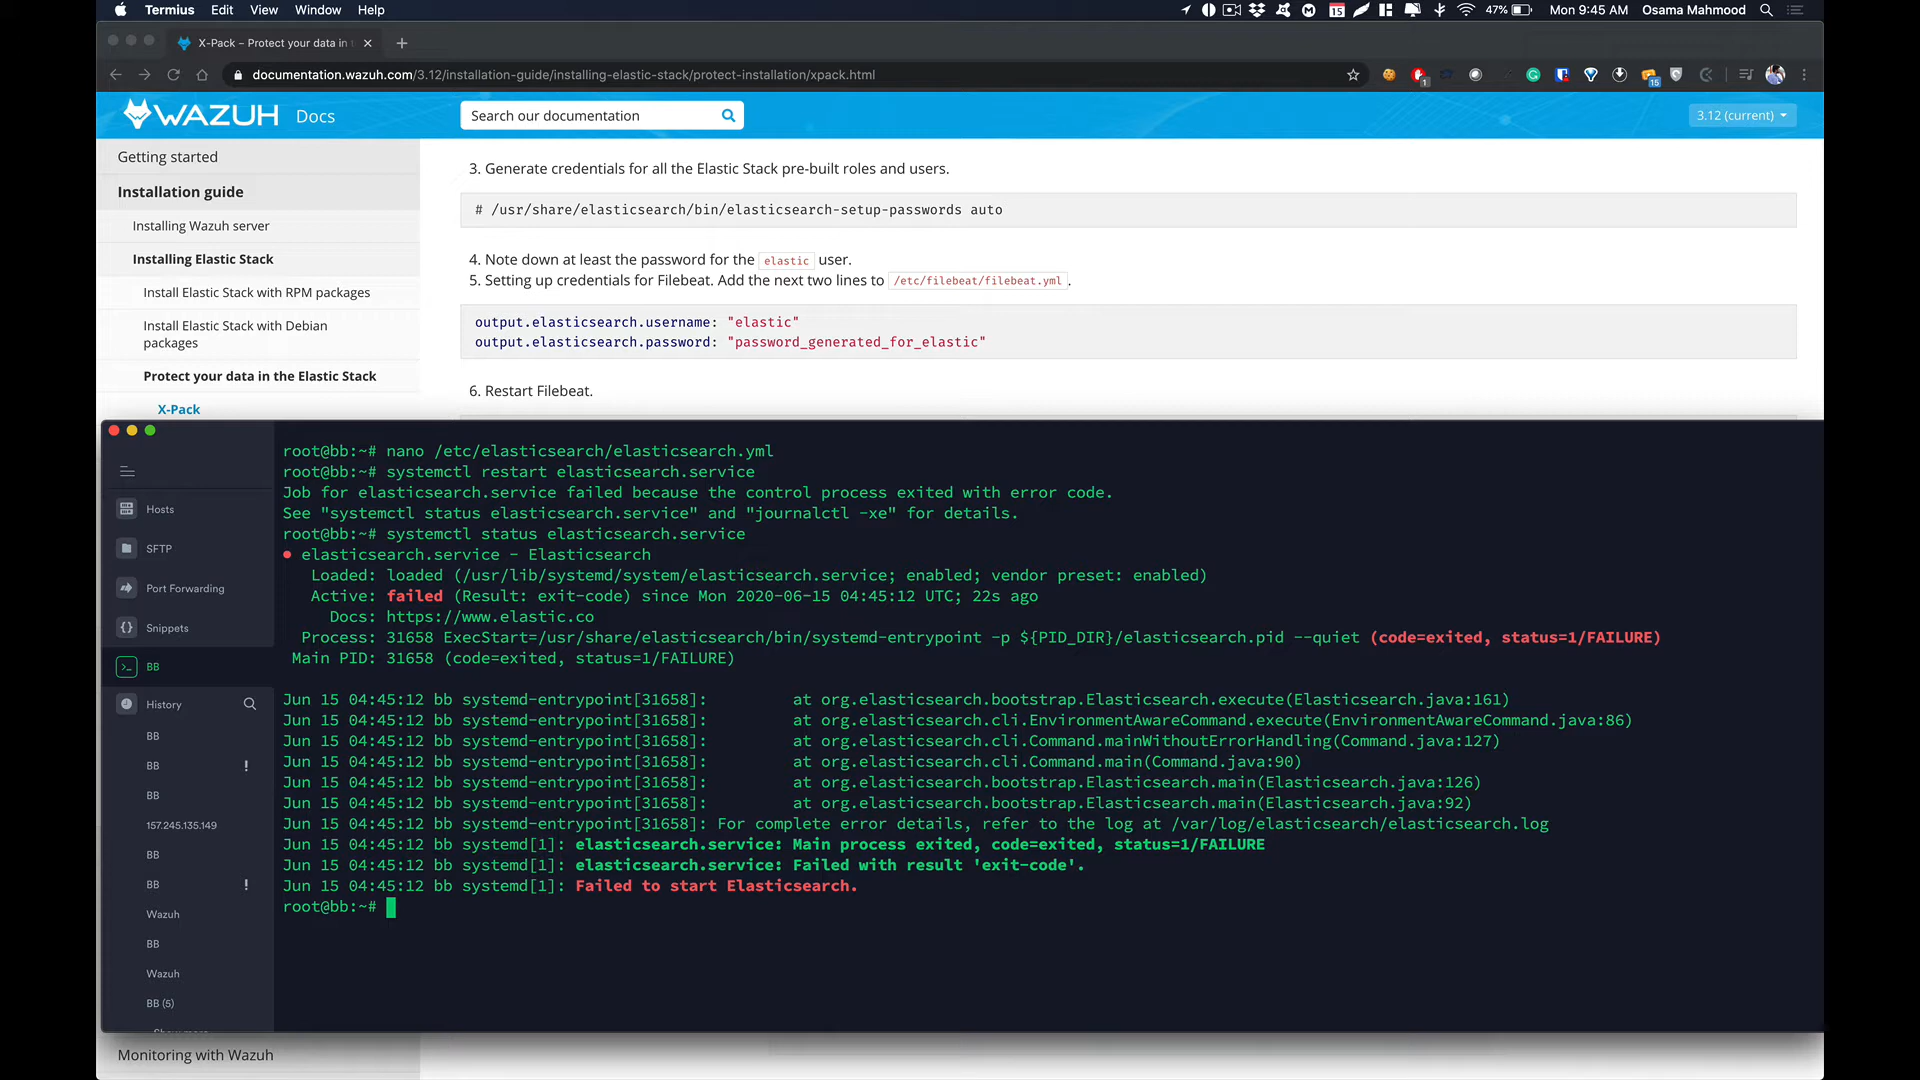 Termius Edit View Window Help
15 47% Mon 9:45 AM Osama Mahmood
X-Pack – Protect your data in
documentation.wazuh.com/3.12/installation-guide/installing-elastic-stack/protect-installation/xpack.html
1
15
WAZUH Docs
Search our documentation
3.12 (current)
Getting started
Installation guide
Installing Wazuh server
Installing Elastic Stack
Install Elastic Stack with RPM packages
Install Elastic Stack with Debian
packages
Protect your data in the Elastic Stack
X-Pack
3. Generate credentials for all the Elastic Stack pre-built roles and users.
# /usr/share/elasticsearch/bin/elasticsearch-setup-passwords auto
4. Note down at least the password for the elastic user.
5. Setting up credentials for Filebeat. Add the next two lines to /etc/filebeat/filebeat.yml.
output.elasticsearch.username: "elastic"
output.elasticsearch.password: "password_generated_for_elastic"
6. Restart Filebeat.
Hosts
SFTP
Port Forwarding
Snippets
BB
History
BB
BB !
BB
157.245.135.149
BB
BB !
Wazuh
BB
Wazuh
BB (5)
root@bb:~# nano /etc/elasticsearch/elasticsearch.yml
root@bb:~# systemctl restart elasticsearch.service
Job for elasticsearch.service failed because the control process exited with error code.
See "systemctl status elasticsearch.service" and "journalctl -xe" for details.
root@bb:~# systemctl status elasticsearch.service
● elasticsearch.service - Elasticsearch
Loaded: loaded (/usr/lib/systemd/system/elasticsearch.service; enabled; vendor preset: enabled)
Active: failed (Result: exit-code) since Mon 2020-06-15 04:45:12 UTC; 22s ago
Docs: https://www.elastic.co
Process: 31658 ExecStart=/usr/share/elasticsearch/bin/systemd-entrypoint -p ${PID_DIR}/elasticsearch.pid --quiet (code=exited, status=1/FAILURE)
Main PID: 31658 (code=exited, status=1/FAILURE)
Jun 15 04:45:12 bb systemd-entrypoint[31658]: at org.elasticsearch.bootstrap.Elasticsearch.execute(Elasticsearch.java:161)
Jun 15 04:45:12 bb systemd-entrypoint[31658]: at org.elasticsearch.cli.EnvironmentAwareCommand.execute(EnvironmentAwareCommand.java:86)
Jun 15 04:45:12 bb systemd-entrypoint[31658]: at org.elasticsearch.cli.Command.mainWithoutErrorHandling(Command.java:127)
Jun 15 04:45:12 bb systemd-entrypoint[31658]: at org.elasticsearch.cli.Command.main(Command.java:90)
Jun 15 04:45:12 bb systemd-entrypoint[31658]: at org.elasticsearch.bootstrap.Elasticsearch.main(Elasticsearch.java:126)
Jun 15 04:45:12 bb systemd-entrypoint[31658]: at org.elasticsearch.bootstrap.Elasticsearch.main(Elasticsearch.java:92)
Jun 15 04:45:12 bb systemd-entrypoint[31658]: For complete error details, refer to the log at /var/log/elasticsearch/elasticsearch.log
Jun 15 04:45:12 bb systemd[1]: elasticsearch.service: Main process exited, code=exited, status=1/FAILURE
Jun 15 04:45:12 bb systemd[1]: elasticsearch.service: Failed with result 'exit-code'.
Jun 15 04:45:12 bb systemd[1]: Failed to start Elasticsearch.
root@bb:~#
Monitoring with Wazuh